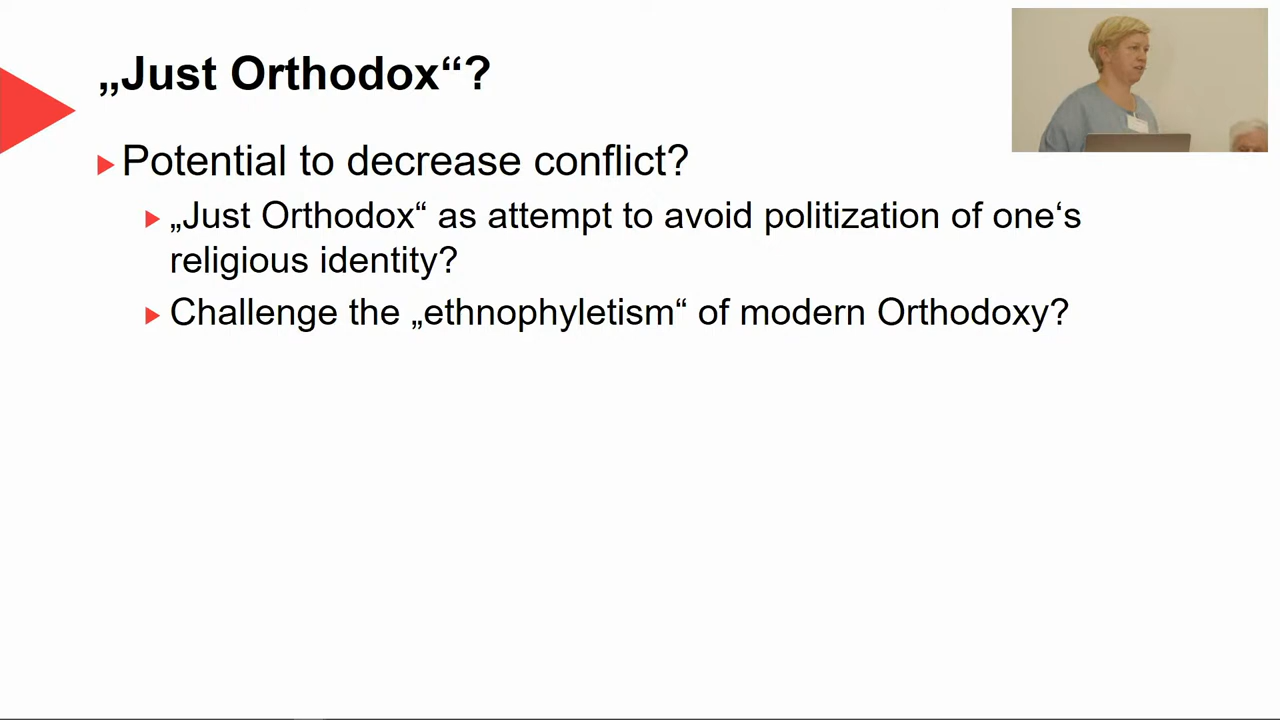 „Just Orthodox“?
Potential to decrease conflict?
„Just Orthodox“ as attempt to avoid politization of one‘s
religious identity?
Challenge the „ethnophyletism“ of modern Orthodoxy?